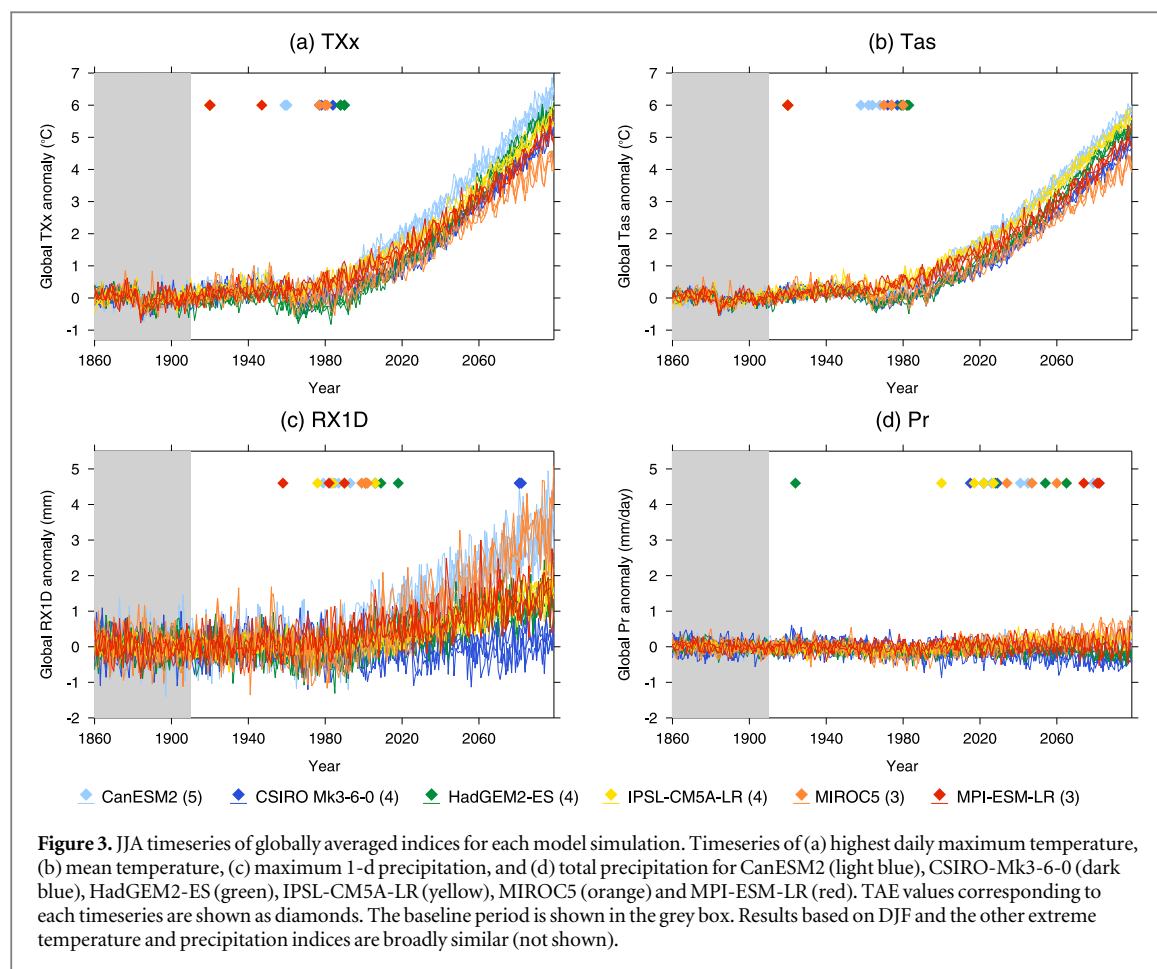 (a) TXx
Global TXx anomaly (°C)
7
6
5
4
3
2
1
0
-1
1860 1900 1940 1980 2020 2060
Year
(b) Tas
Global Tas anomaly (°C)
7
6
5
4
3
2
1
0
-1
1860 1900 1940 1980 2020 2060
Year
(c) RX1D
Global RX1D anomaly (mm)
5
4
3
2
1
0
-1
-2
1860 1900 1940 1980 2020 2060
Year
(d) Pr
Global Pr anomaly (mm/day)
5
4
3
2
1
0
-1
-2
1860 1900 1940 1980 2020 2060
Year
CanESM2 (5) CSIRO Mk3-6-0 (4) HadGEM2-ES (4) IPSL-CM5A-LR (4) MIROC5 (3) MPI-ESM-LR (3)
Figure 3. JJA timeseries of globally averaged indices for each model simulation. Timeseries of (a) highest daily maximum temperature,
(b) mean temperature, (c) maximum 1-d precipitation, and (d) total precipitation for CanESM2 (light blue), CSIRO-Mk3-6-0 (dark
blue), HadGEM2-ES (green), IPSL-CM5A-LR (yellow), MIROC5 (orange) and MPI-ESM-LR (red). TAE values corresponding to
each timeseries are shown as diamonds. The baseline period is shown in the grey box. Results based on DJF and the other extreme
temperature and precipitation indices are broadly similar (not shown).